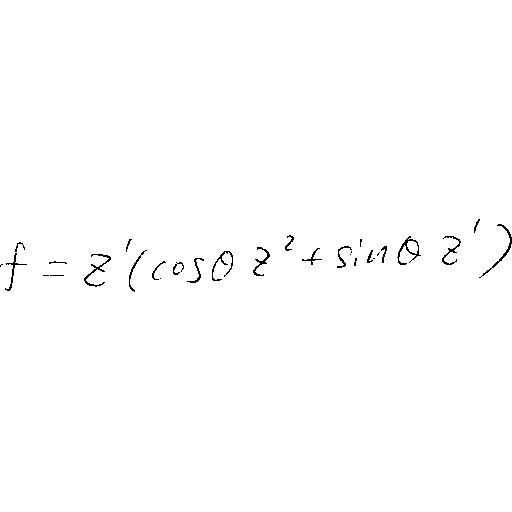 f = z'(cosθ z² + sinθ z')